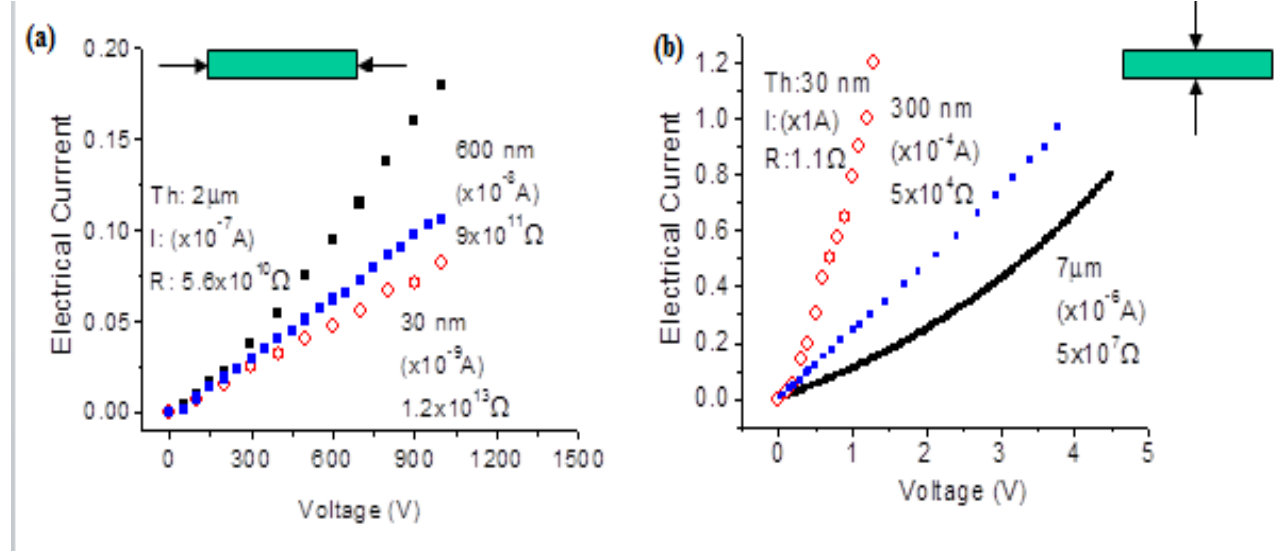 (a)
0.20
0.15
0.10
0.05
0.00
Electrical Currrent
Th: 2μm
I: (x10⁻⁷A)
R: 5.6x10¹⁰Ω
600 nm
(x10⁻⁸A)
9x10¹¹Ω
30 nm
(x10⁻⁹A)
1.2x10¹³Ω
0 300 600 900 1200 1500
Voltage (V)
(b)
1.2
1.0
0.8
0.6
0.4
0.2
0.0
Electrical Current
Th:30 nm
I:(x1A)
R:1.1Ω
300 nm
(x10⁻⁴A)
5x10⁴Ω
7μm
(x10⁻⁶A)
5x10⁷Ω
0 1 2 3 4 5
Voltage (V)